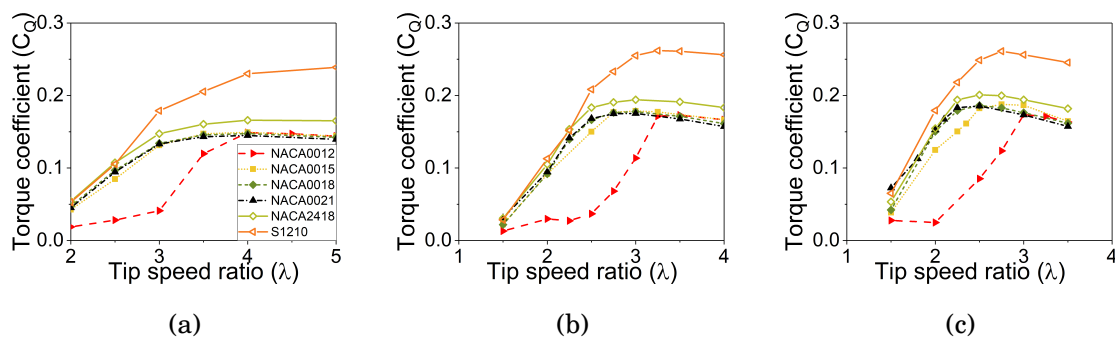 Torque coefficient (C_Q)
0.3
0.2
0.1
0.0
2 3 4 5
Tip speed ratio (λ)
NACA0012
NACA0015
NACA0018
NACA0021
NACA2418
S1210
(a)
Torque coefficient (C_Q)
0.3
0.2
0.1
0.0
1 2 3 4
Tip speed ratio (λ)
(b)
Torque coefficient (C_Q)
0.3
0.2
0.1
0.0
1 2 3 4
Tip speed ratio (λ)
(c)